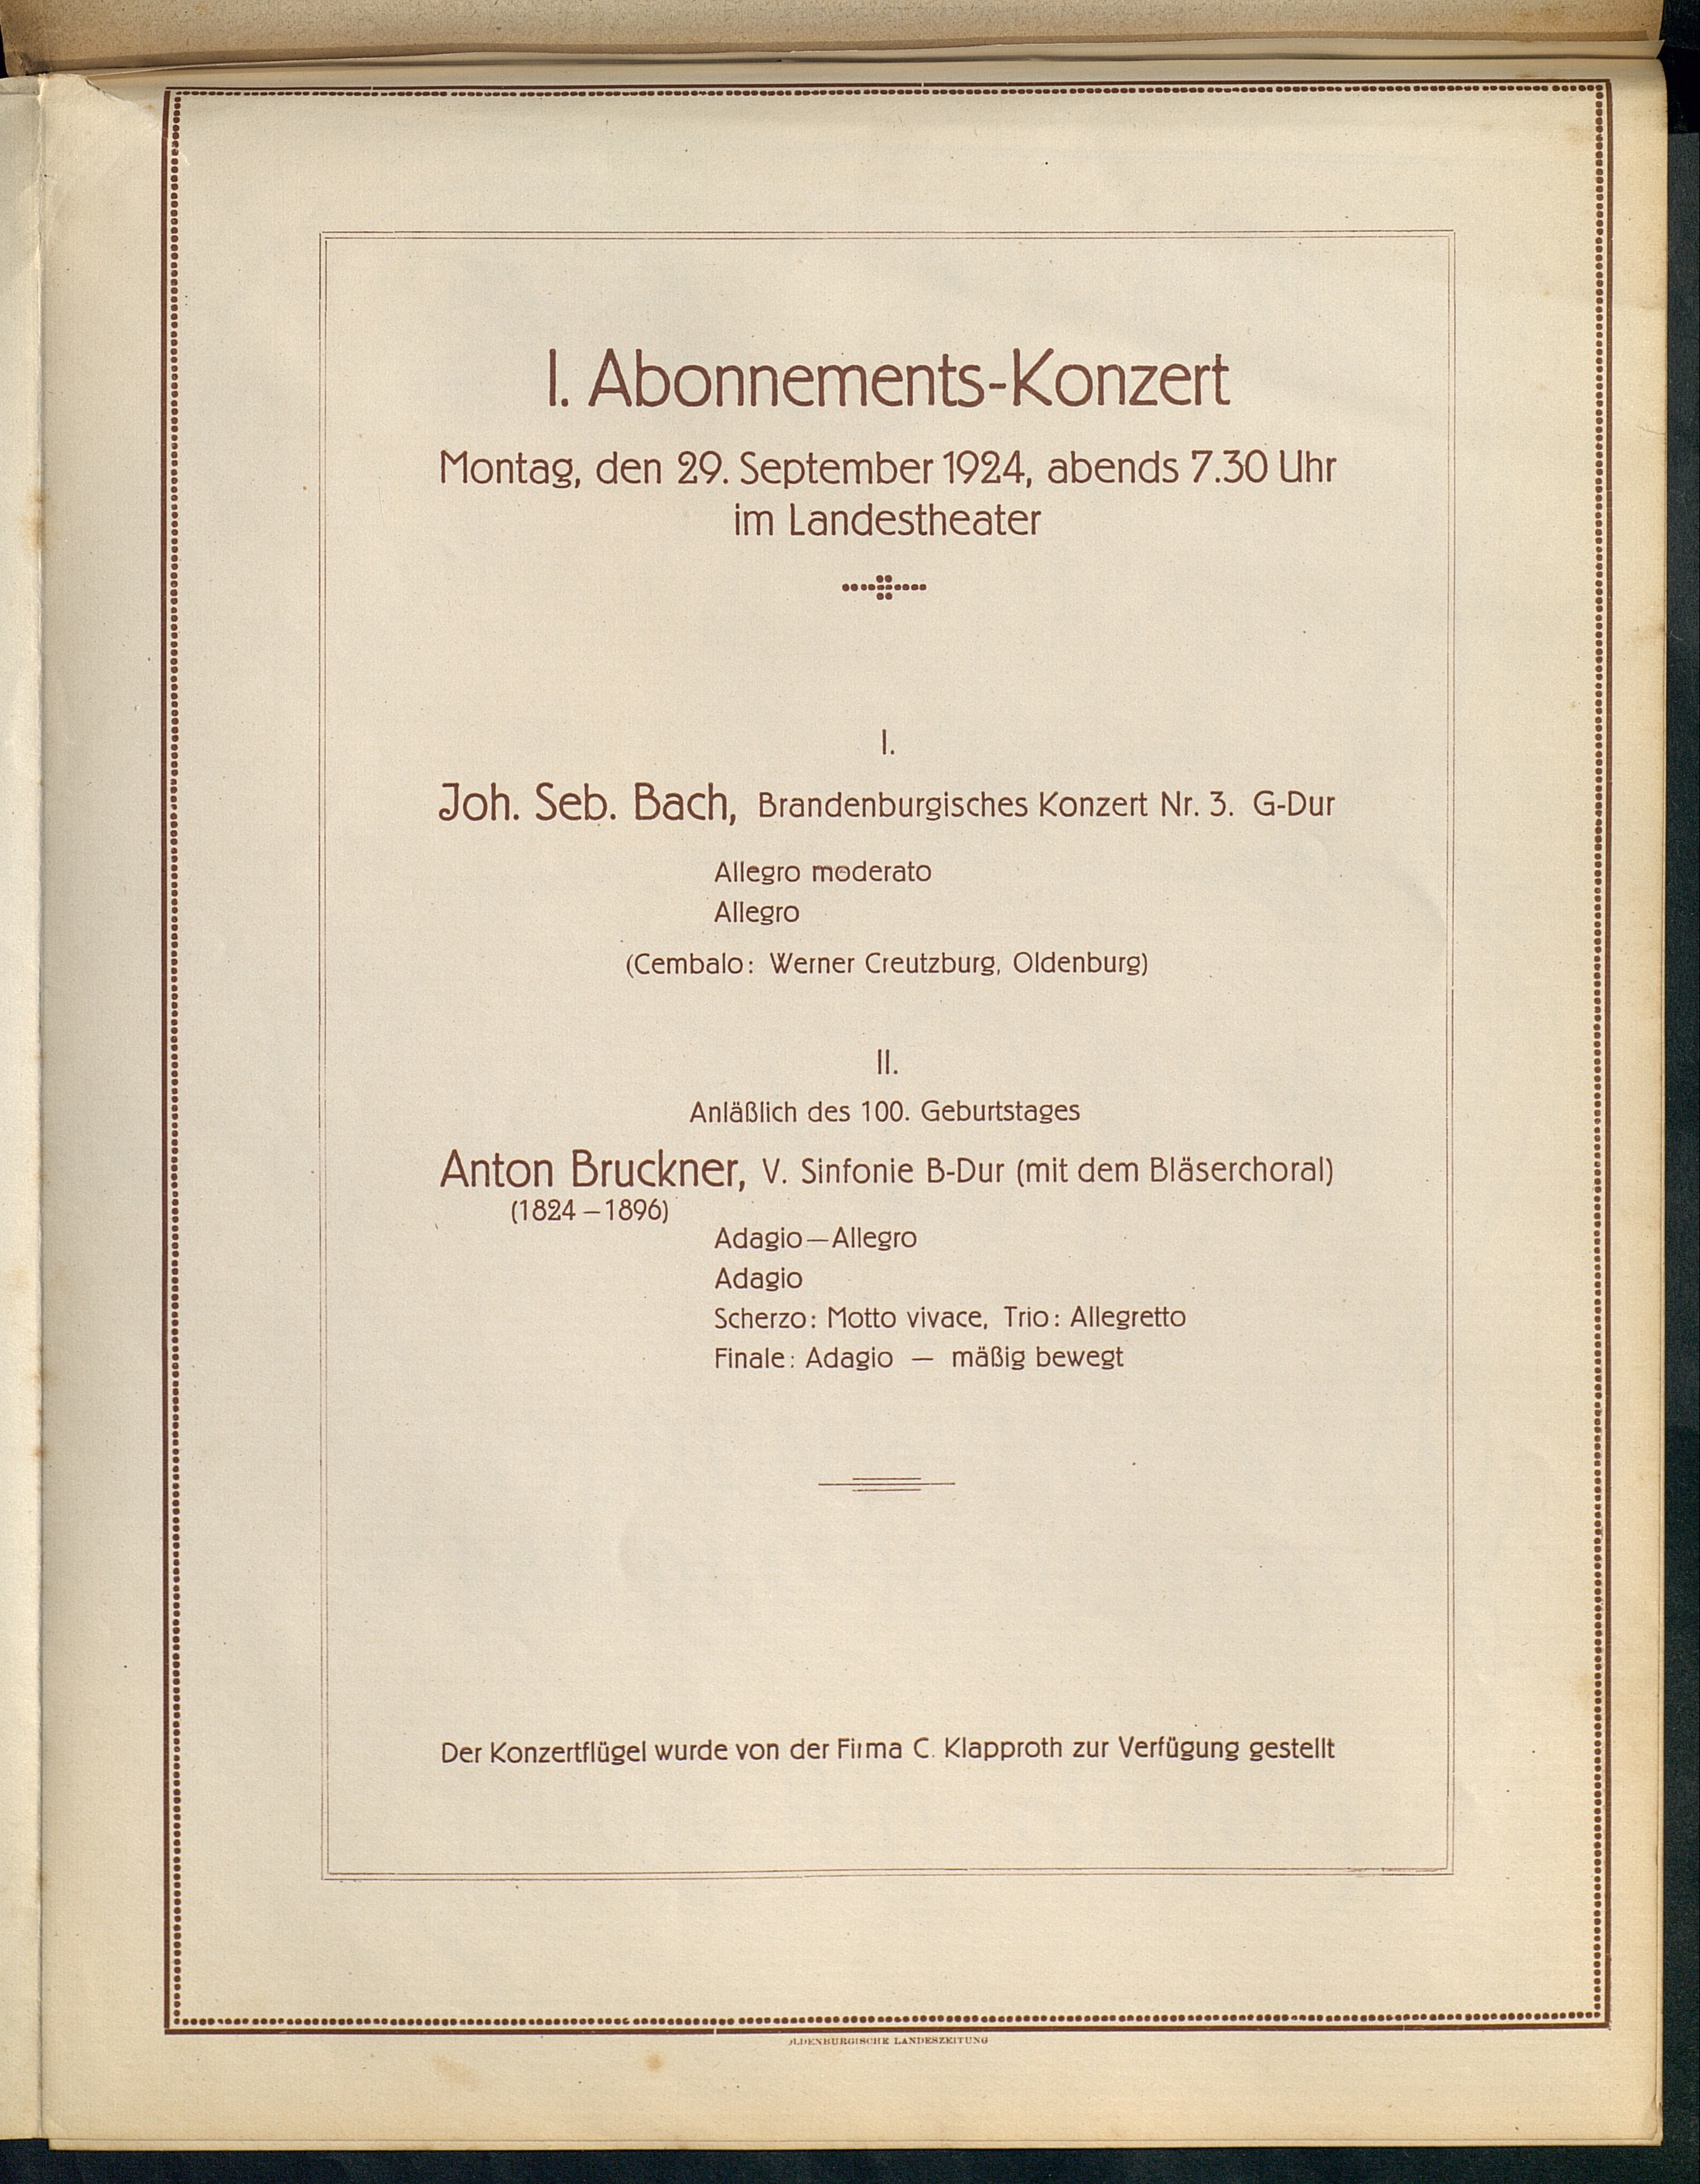 I. Abonnements-Konzert
Montag, den 29. September 1924, abends 7.30 Uhr
im Landestheater
I.
Joh. Seb. Bach, Brandenburgisches Konzert Nr. 3. G-Dur
Allegro moderato
Allegro
(Cembalo: Werner Creutzburg, Oldenburg)
II.
Anläßlich des 100. Geburtstages
Anton Bruckner, V. Sinfonie B-Dur (mit dem Bläserchoral)
(1824 – 1896)
Adagio—Allegro
Adagio
Scherzo: Motto vivace, Trio: Allegretto
Finale: Adagio — mäßig bewegt
Der Konzertflügel wurde von der Firma C. Klapproth zur Verfügung gestellt
OLDENBURGISCHE LANDESZEITUNG